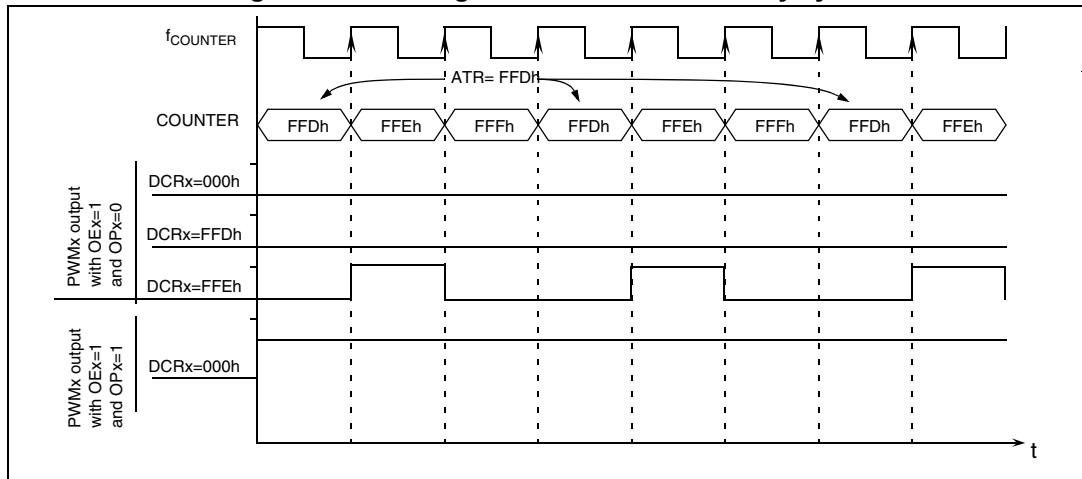 fCOUNTER
ATR= FFDh
COUNTER
FFDh FFEh FFFh FFDh FFEh FFFh FFDh FFEh
PWMx output
with OEx=1
and OPx=0
DCRx=000h
DCRx=FFDh
DCRx=FFEh
PWMx output
with OEx=1
and OPx=1
DCRx=000h
t